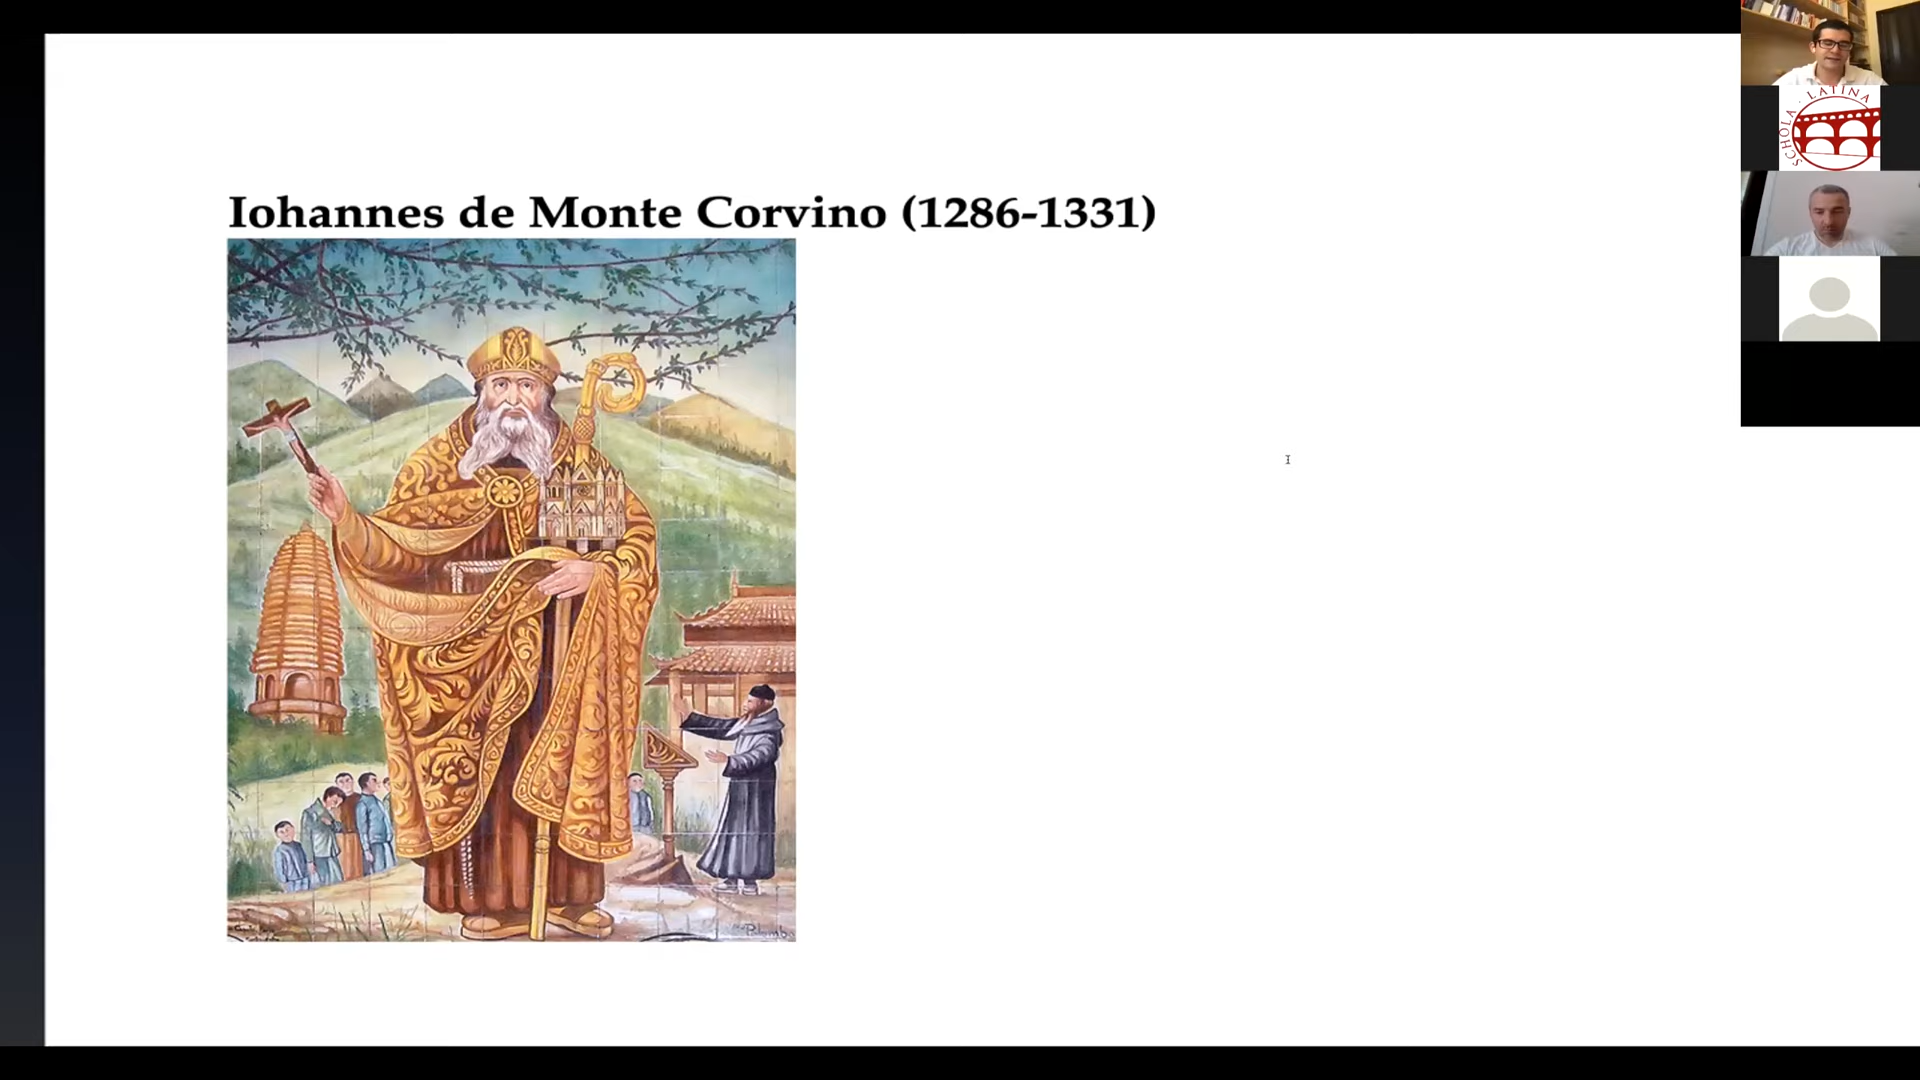 Iohannes de Monte Corvino (1286-1331)
SCHOLA · LATINA